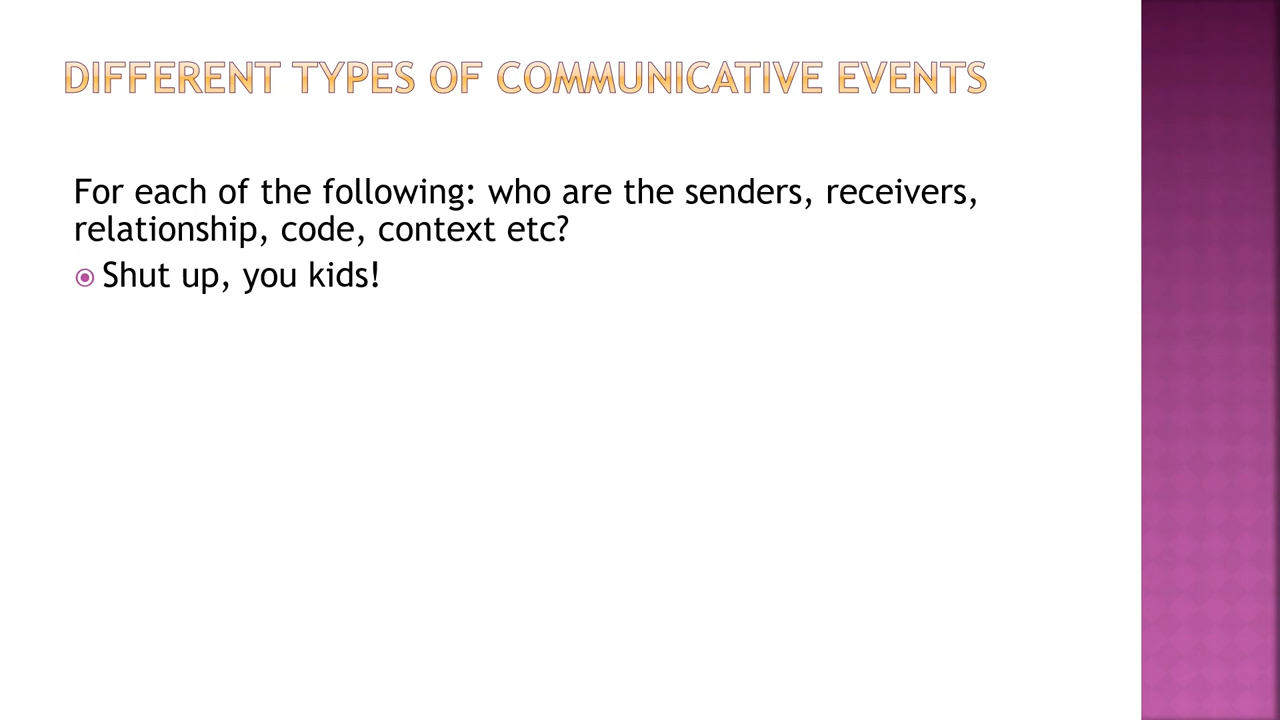 DIFFERENT TYPES OF COMMUNICATIVE EVENTS
For each of the following: who are the senders, receivers,
relationship, code, context etc?
Shut up, you kids!